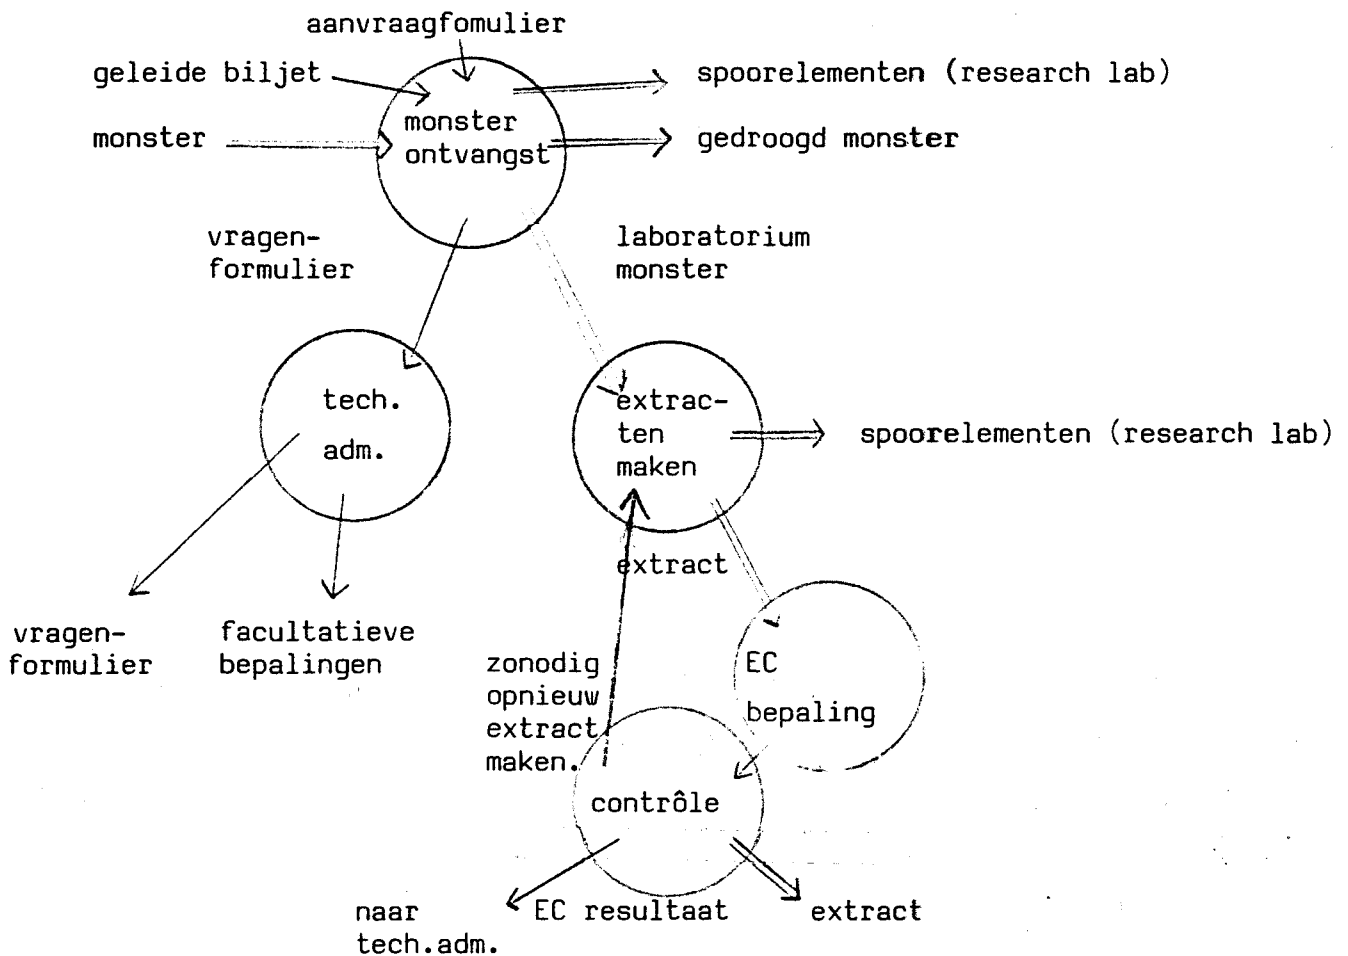 aanvraagfomulier
geleide biljet
spoorelementen (research lab)
monster
monster
ontvangst
gedroogd monster
vragen-
formulier
laboratorium
monster
tech.
adm.
extrac-
ten
maken
spoorelementen (research lab)
extract
vragen-
formulier
facultatieve
bepalingen
zonodig
opnieuw
extract
maken.
EC
bepaling
contrôle
naar
tech.adm.
EC resultaat
extract